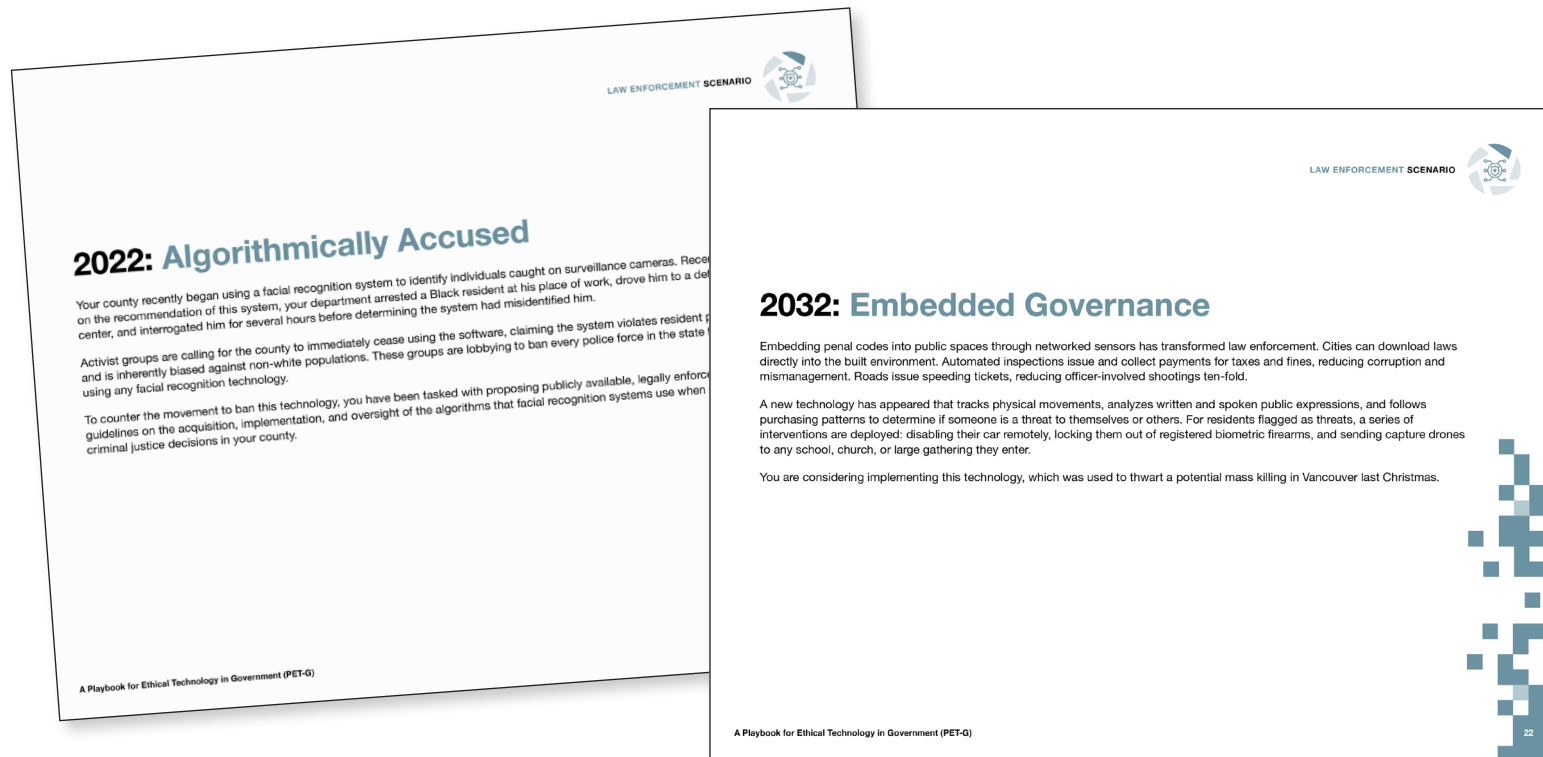 LAW ENFORCEMENT SCENARIO
2022: Algorithmically Accused
Your county recently began using a facial recognition system to identify individuals caught on surveillance cameras.
on the recommendation of this system, your department arrested a Black resident at his place of work, drove him to a
center, and interrogated him for several hours before determining the system had misidentified him.
Activist groups are calling for the county to immediately cease using the software, claiming the system violates resident
and is inherently biased against non-white populations. These groups are lobbying to ban every police force in the state
using any facial recognition technology.
To counter the movement to ban this technology, you have been tasked with proposing publicly available, legally
guidelines on the acquisition, implementation, and oversight of the algorithms that facial recognition systems use when
criminal justice decisions in your county.
A Playbook for Ethical Technology in Government (PET-G)
LAW ENFORCEMENT SCENARIO
2032: Embedded Governance
Embedding penal codes into public spaces through networked sensors has transformed law enforcement. Cities can download laws
directly into the built environment. Automated inspections issue and collect payments for taxes and fines, reducing corruption and
mismanagement. Roads issue speeding tickets, reducing officer-involved shootings ten-fold.
A new technology has appeared that tracks physical movements, analyzes written and spoken public expressions, and follows
purchasing patterns to determine if someone is a threat to themselves or others. For residents flagged as threats, a series of
interventions are deployed: disabling their car remotely, locking them out of registered biometric firearms, and sending capture drones
to any school, church, or large gathering they enter.
You are considering implementing this technology, which was used to thwart a potential mass killing in Vancouver last Christmas.
A Playbook for Ethical Technology in Government (PET-G)
22